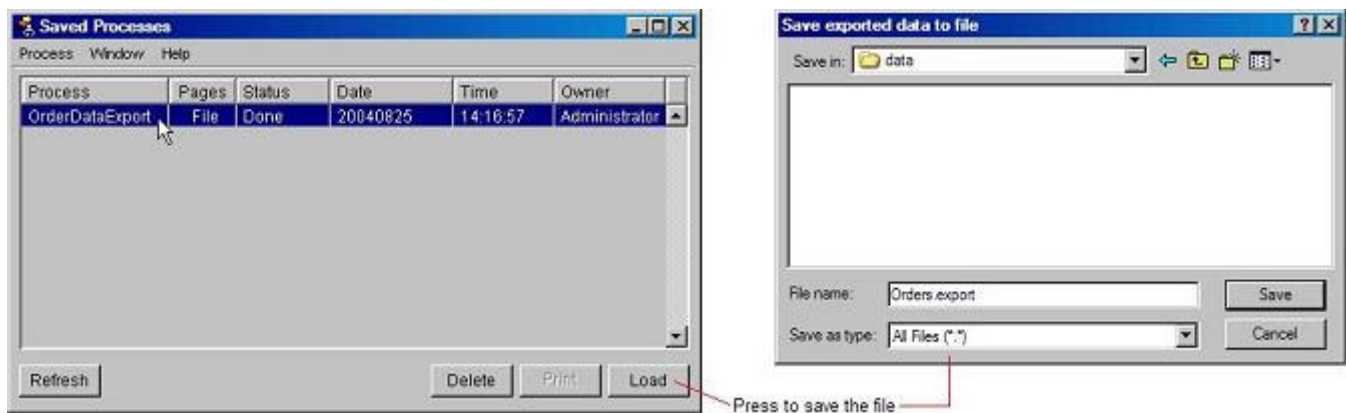 Saved Processes
Process Window Help
Process Pages Status Date Time Owner
OrderDataExport File Done 20040825 14:16:57 Administrator
Refresh Delete Print Load
Save exported data to file
Save in: data
File name: Orders.export
Save
Save as type: All Files (*.*)
Cancel
Press to save the file